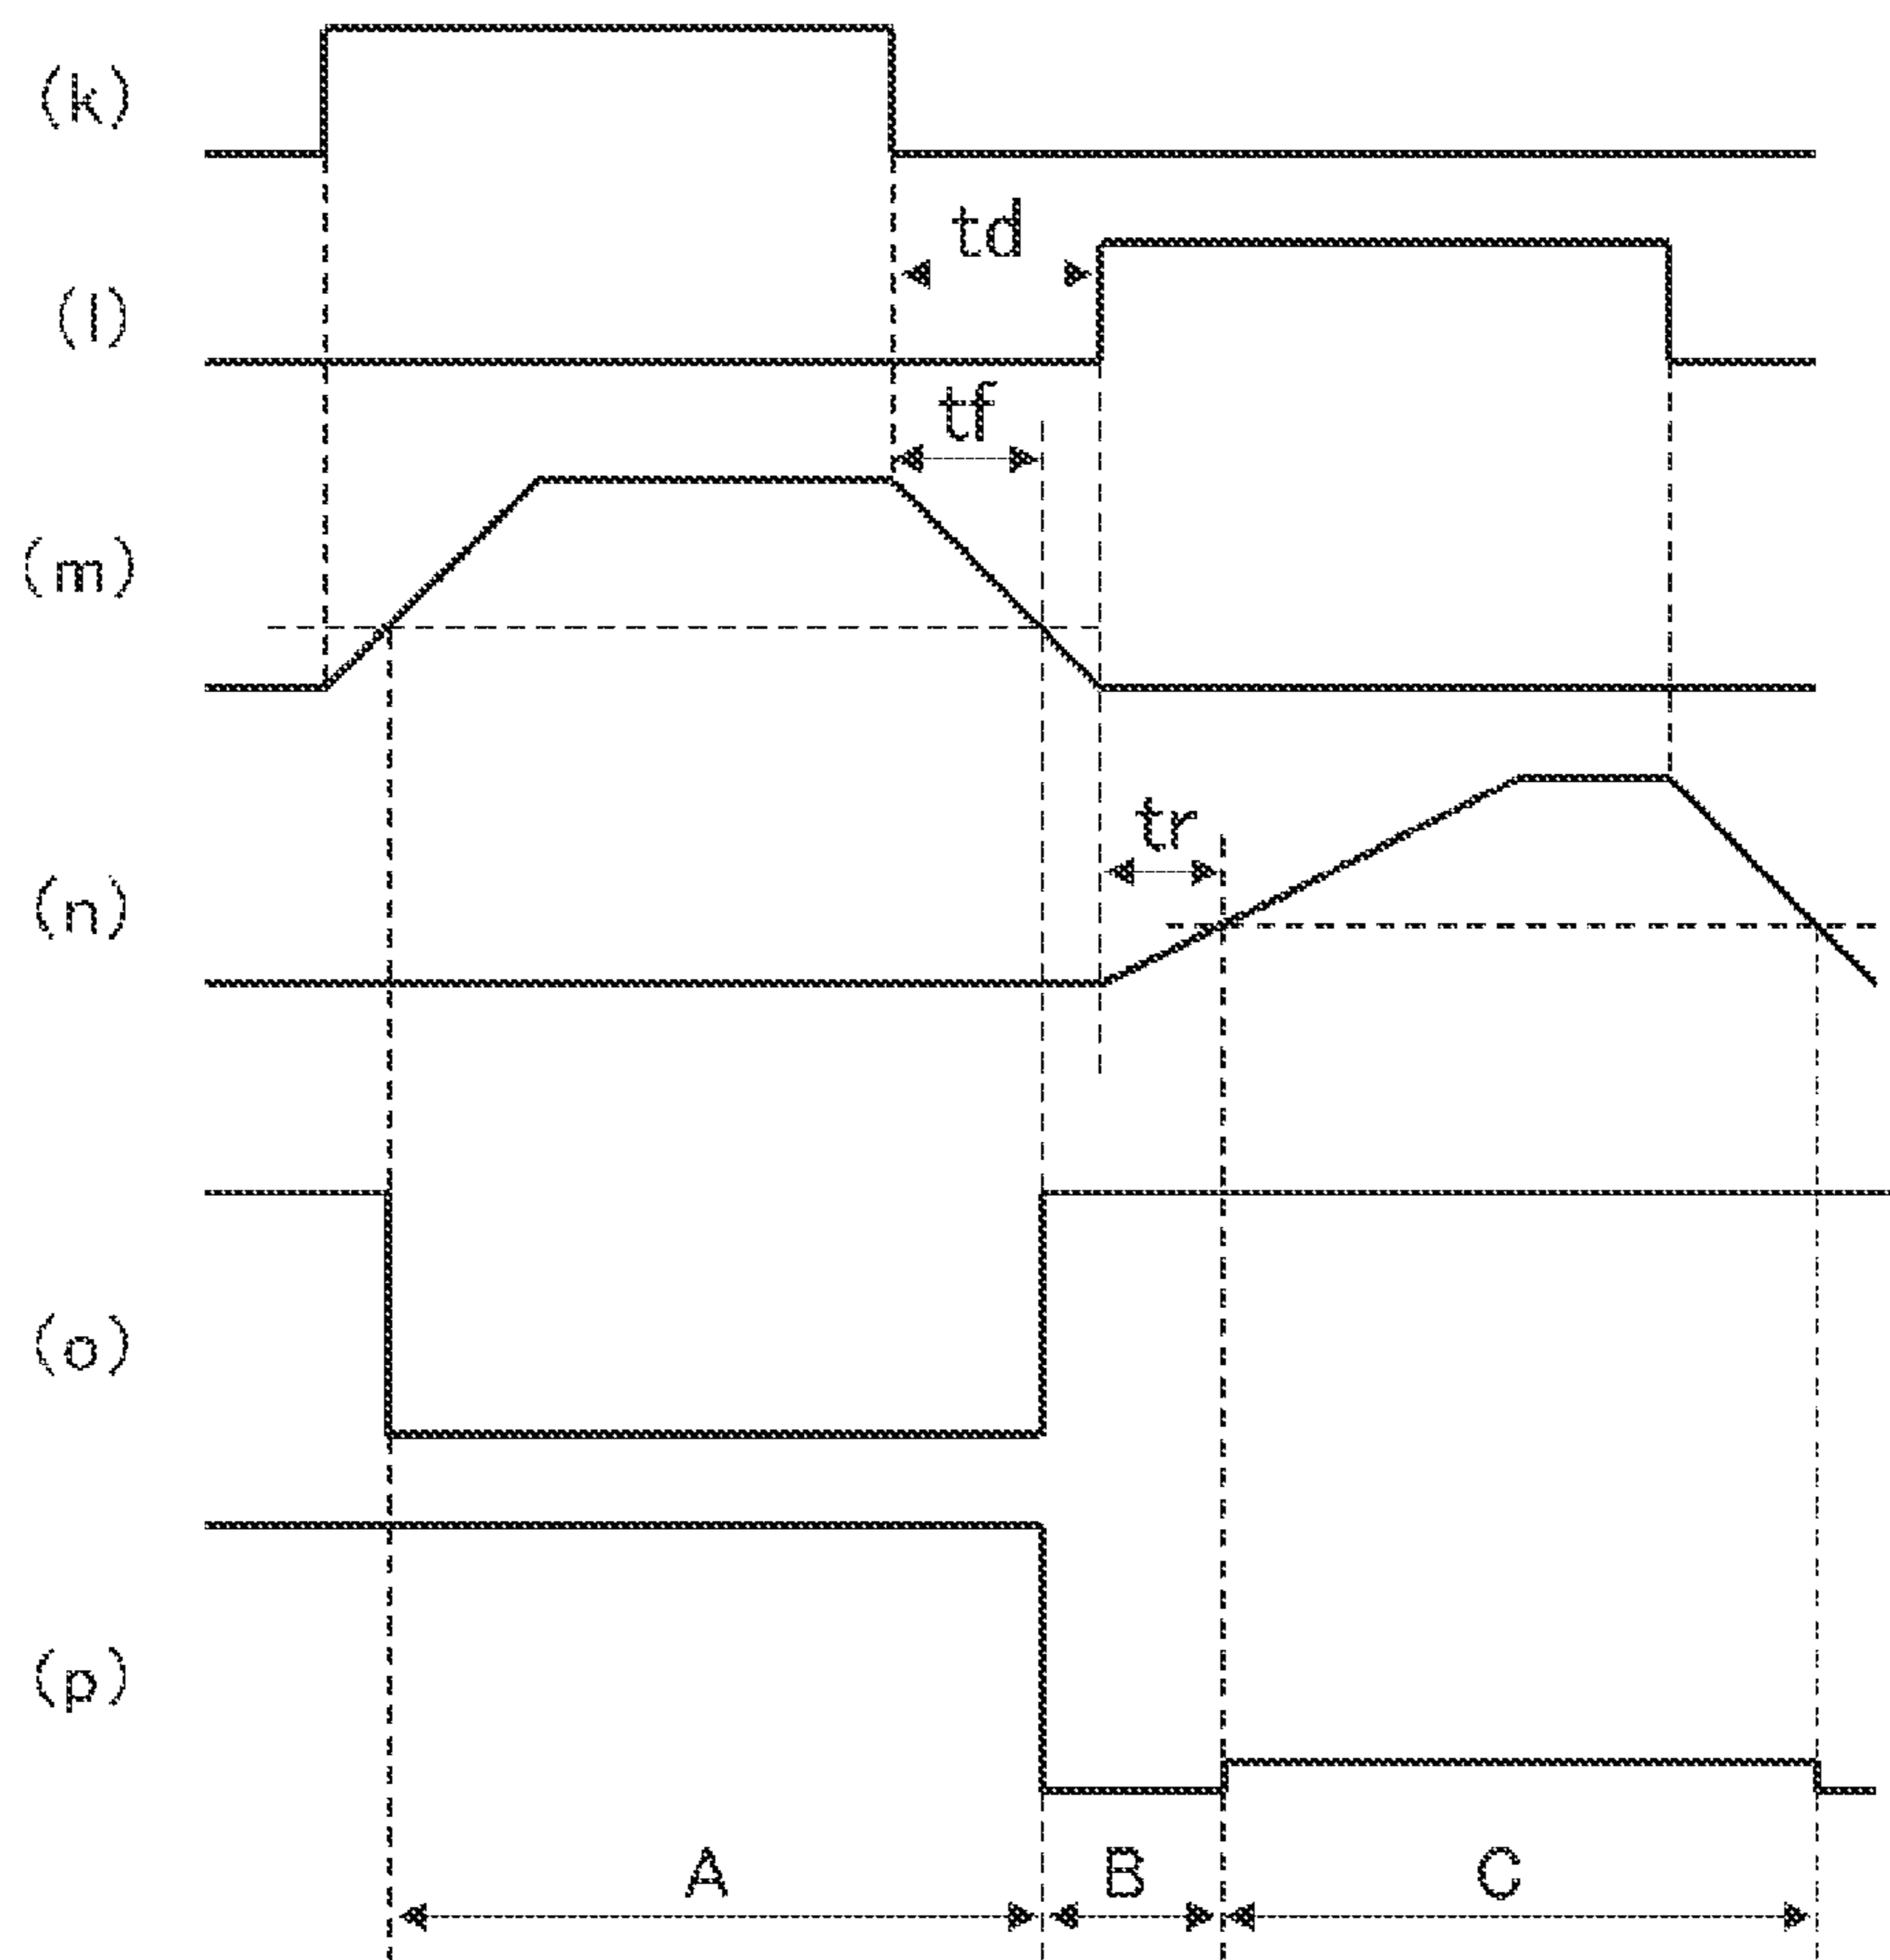 (k)
td
(l)
tf
(m)
tr
(n)
(o)
(p)
A B C